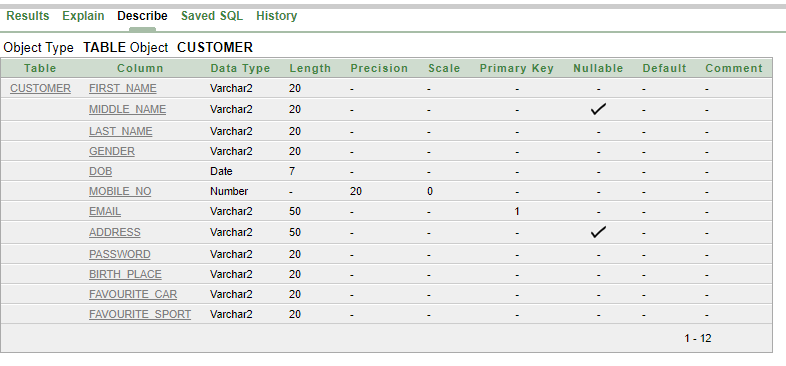 Results Explain Describe Saved SQL History
Object Type TABLE Object CUSTOMER
Table Column Data Type Length Precision Scale Primary Key Nullable Default Comment
CUSTOMER FIRST_NAME Varchar2 20 - - - - - -
MIDDLE_NAME Varchar2 20 - - - ✓ - -
LAST_NAME Varchar2 20 - - - - - -
GENDER Varchar2 20 - - - - - -
DOB Date 7 - - - - - -
MOBILE_NO Number - 20 0 - - - -
EMAIL Varchar2 50 - - 1 - - -
ADDRESS Varchar2 50 - - - ✓ - -
PASSWORD Varchar2 20 - - - - - -
BIRTH_PLACE Varchar2 20 - - - - - -
FAVOURITE_CAR Varchar2 20 - - - - - -
FAVOURITE_SPORT Varchar2 20 - - - - - -
1 - 12